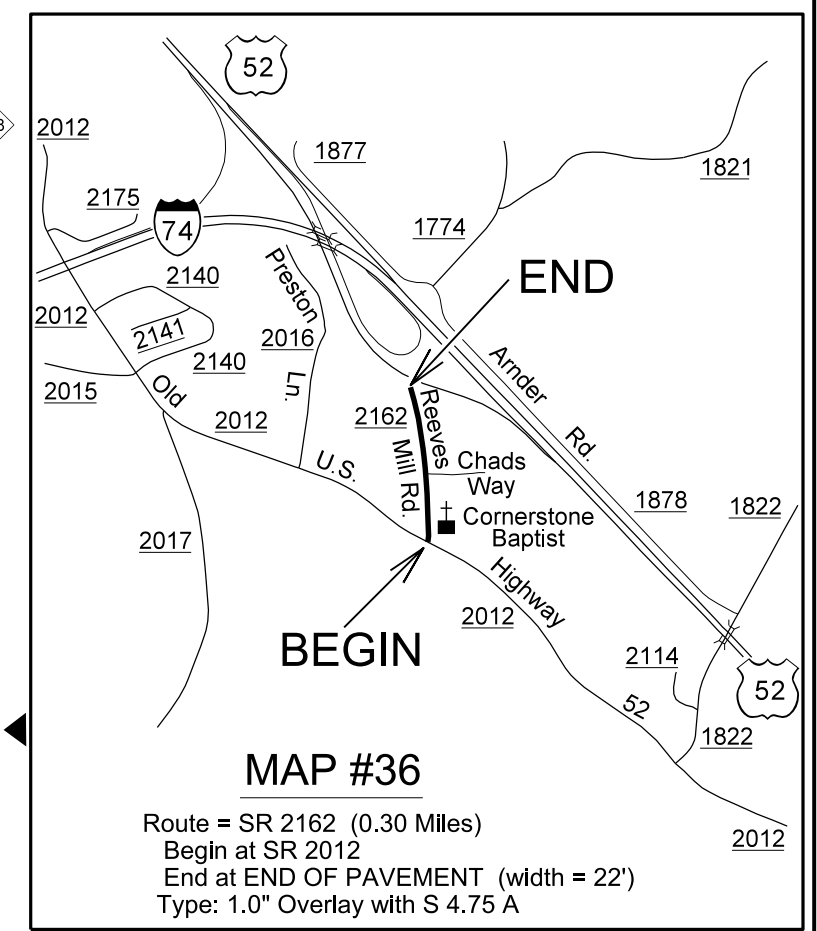 52
2012
1877
1821
2175
74
1774
2140
Preston
END
2012
2141
2016
2140
Arnder
2015
Old
Ln.
2162
Reeves
Rd.
2012
U.S.
Mill Rd.
Chads
Way
1878
1822
Cornerstone
Baptist
2017
Highway
2012
BEGIN
2114
52
52
1822
MAP #36
2012
Route = SR 2162 (0.30 Miles)
Begin at SR 2012
End at END OF PAVEMENT (width = 22')
Type: 1.0" Overlay with S 4.75 A